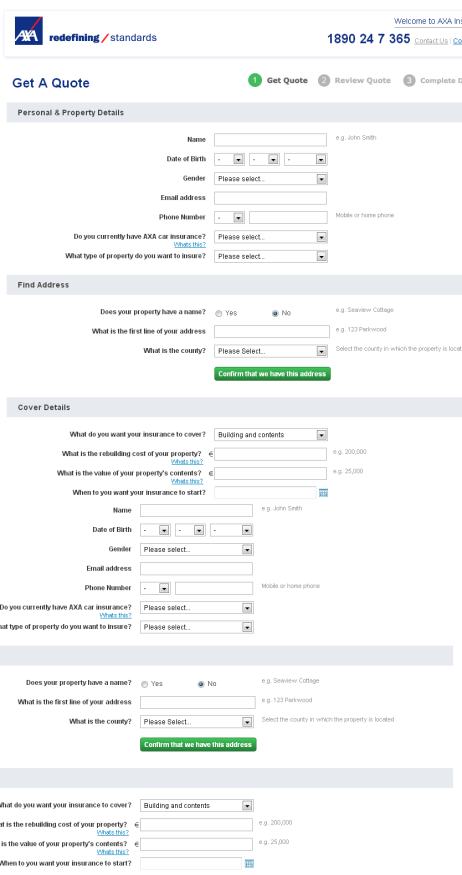 Welcome to AXA Ins
AXA redefining / standards
1890 24 7 365 Contact Us | Co
Get A Quote
1 Get Quote 2 Review Quote 3 Complete D
Personal & Property Details
Name e.g. John Smith
Date of Birth - - -
Gender Please select...
Email address
Phone Number - Mobile or home phone
Do you currently have AXA car insurance? Please select...
Whats this?
What type of property do you want to insure? Please select...
Find Address
Does your property have a name? Yes No e.g. Seaview Cottage
What is the first line of your address e.g. 123 Parkwood
What is the county? Please Select... Select the county in which the property is locat
Confirm that we have this address
Cover Details
What do you want your insurance to cover? Building and contents
What is the rebuilding cost of your property? € e.g. 200,000
Whats this?
What is the value of your property's contents? € e.g. 25,000
Whats this?
When to you want your insurance to start?
Name e.g. John Smith
Date of Birth - - -
Gender Please select...
Email address
Phone Number - Mobile or home phone
Do you currently have AXA car insurance? Please select...
Whats this?
hat type of property do you want to insure? Please select...
Does your property have a name? Yes No e.g. Seaview Cottage
What is the first line of your address e.g. 123 Parkwood
What is the county? Please Select... Select the county in which the property is located
Confirm that we have this address
What do you want your insurance to cover? Building and contents
at is the rebuilding cost of your property? € e.g. 200,000
Whats this?
is the value of your property's contents? € e.g. 25,000
Whats this?
When to you want your insurance to start?